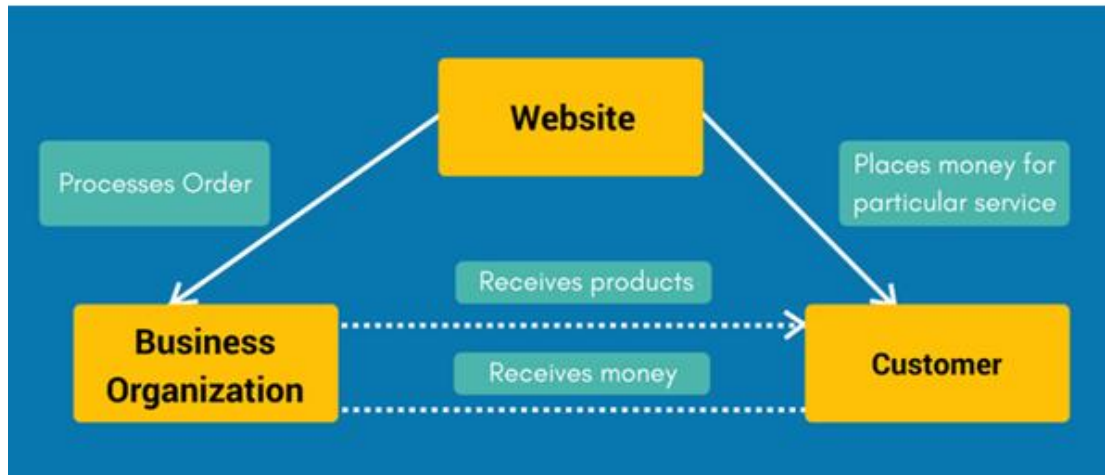 Website
Processes Order
Places money for
particular service
Receives products
Business
Organization
Receives money
Customer